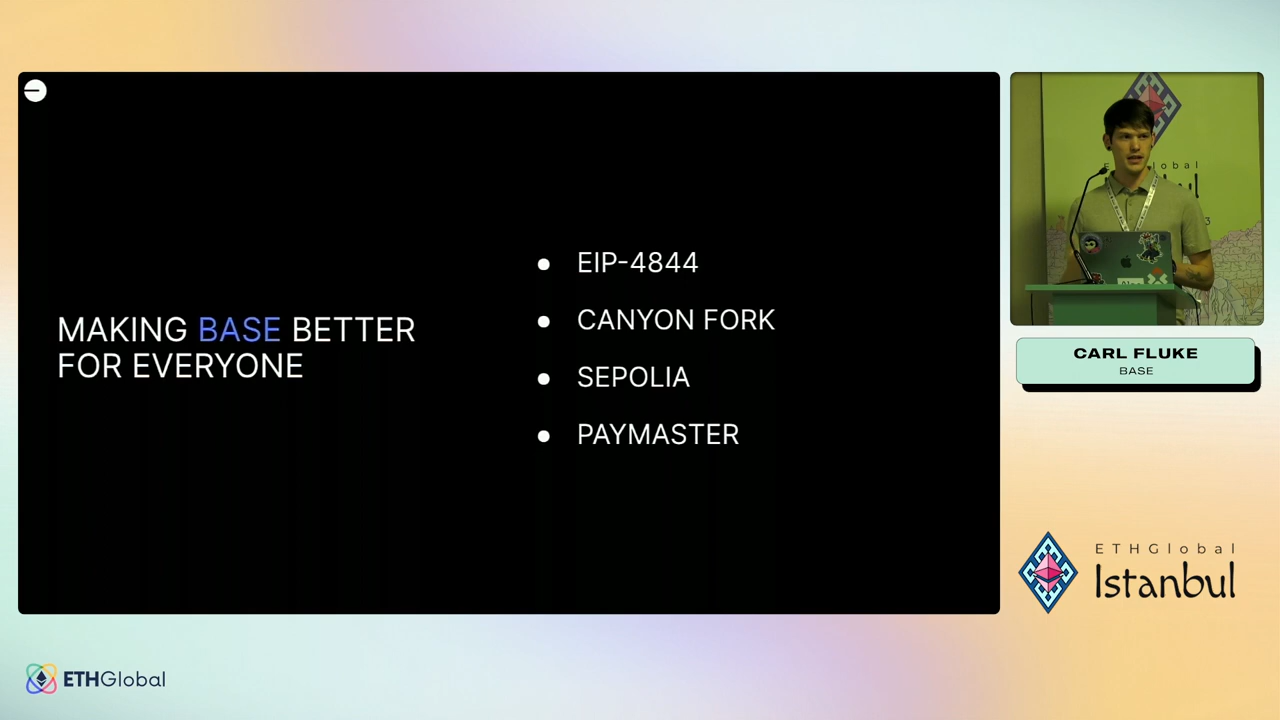 MAKING BASE BETTER
FOR EVERYONE
EIP-4844
CANYON FORK
SEPOLIA
PAYMASTER
CARL FLUKE
BASE
ETHGlobal
Istanbul
ETHGlobal